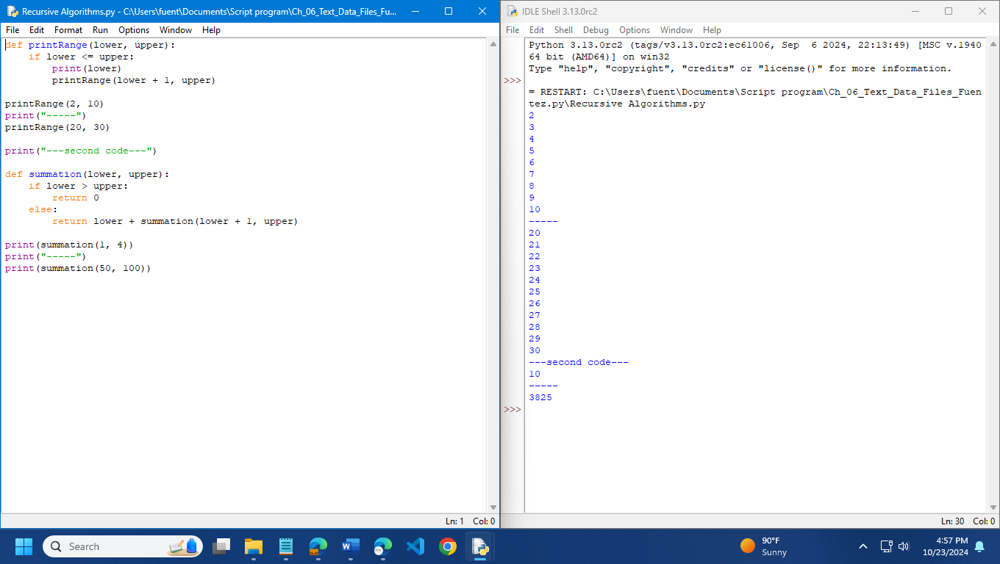 Recursive Algorithms.py - C:\Users\fuent\Documents\Script program\Ch_06_Text_Data_Files_Fu...
File Edit Format Run Options Window Help
def printRange(lower, upper):
    if lower <= upper:
        print(lower)
        printRange(lower + 1, upper)

printRange(2, 10)
print("-----")
printRange(20, 30)

print("---second code---")

def summation(lower, upper):
    if lower > upper:
        return 0
    else:
        return lower + summation(lower + 1, upper)

print(summation(1, 4))
print("-----")
print(summation(50, 100))
Ln: 1 Col: 0
IDLE Shell 3.13.0rc2
File Edit Shell Debug Options Window Help
Python 3.13.0rc2 (tags/v3.13.0rc2:ec61006, Sep  6 2024, 22:13:49) [MSC v.1940
64 bit (AMD64)] on win32
Type "help", "copyright", "credits" or "license()" for more information.
>>>
= RESTART: C:\Users\fuent\Documents\Script program\Ch_06_Text_Data_Files_Fuen
tez.py\Recursive Algorithms.py
2
3
4
5
6
7
8
9
10
-----
20
21
22
23
24
25
26
27
28
29
30
---second code---
10
-----
3825
>>>
Ln: 30 Col: 0
Search
90°F
Sunny
4:57 PM
10/23/2024